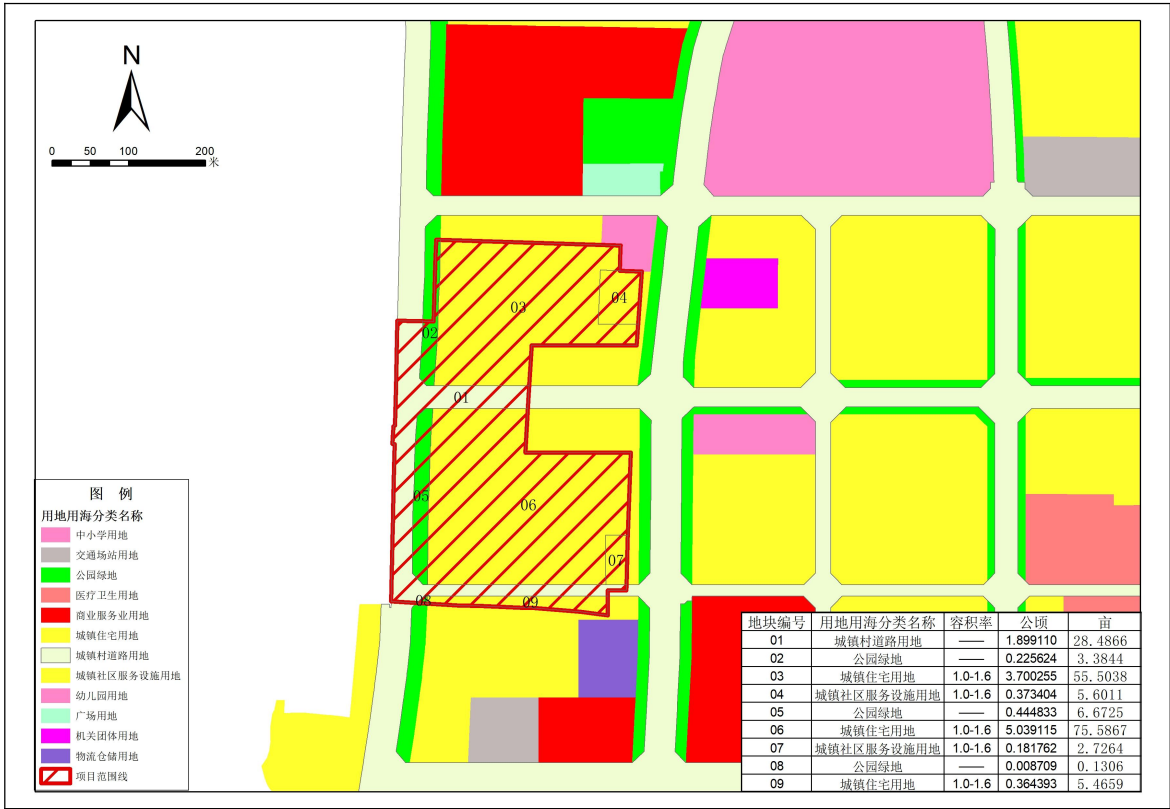 N
0 50 100 200 米
03
04
02
01
05
06
07
08
09
图 例
用地用海分类名称
中小学用地
交通场站用地
公园绿地
医疗卫生用地
商业服务业用地
城镇住宅用地
城镇村道路用地
城镇社区服务设施用地
幼儿园用地
广场用地
机关团体用地
物流仓储用地
项目范围线
地块编号 用地用海分类名称 容积率 公顷 亩
01 城镇村道路用地 —— 1.899110 28.4866
02 公园绿地 —— 0.225624 3.3844
03 城镇住宅用地 1.0-1.6 3.700255 55.5038
04 城镇社区服务设施用地 1.0-1.6 0.373404 5.6011
05 公园绿地 —— 0.444833 6.6725
06 城镇住宅用地 1.0-1.6 5.039115 75.5867
07 城镇社区服务设施用地 1.0-1.6 0.181762 2.7264
08 公园绿地 —— 0.008709 0.1306
09 城镇住宅用地 1.0-1.6 0.364393 5.4659